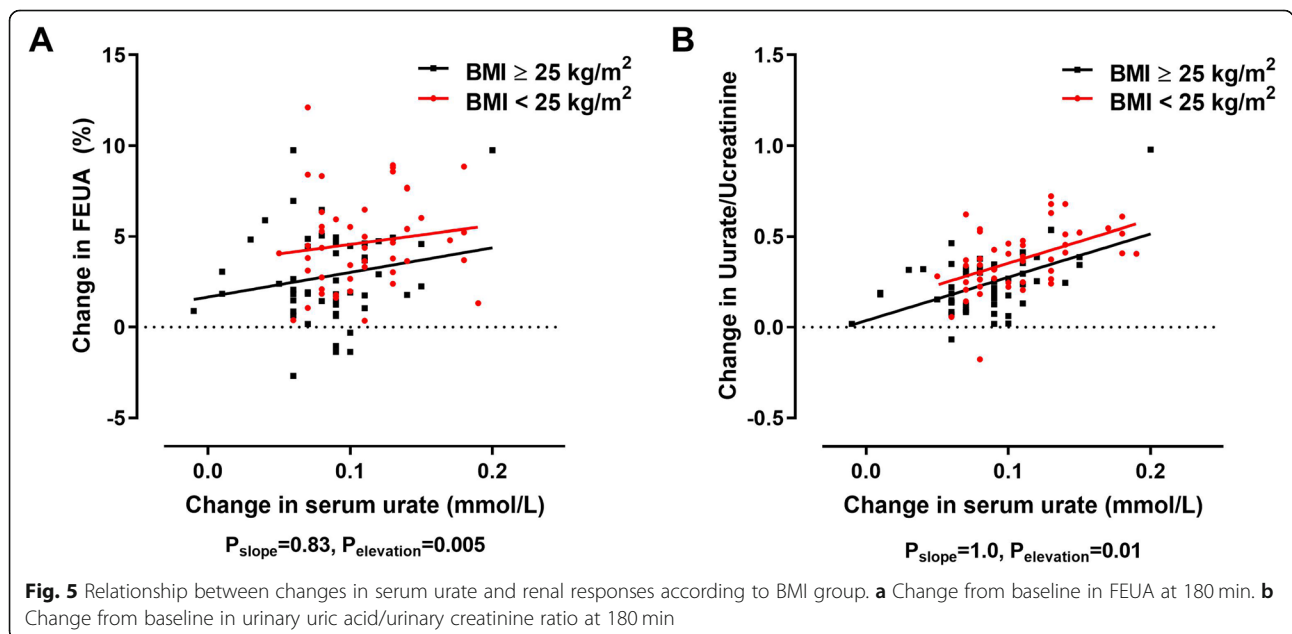 A
15
10
5
0
-5
Change in FEUA (%)
BMI ≥ 25 kg/m²
BMI < 25 kg/m²
0.0 0.1 0.2
Change in serum urate (mmol/L)
Pslope=0.83, Pelevation=0.005
B
1.5
1.0
0.5
0.0
-0.5
Change in Uurate/Ucreatinine
BMI ≥ 25 kg/m²
BMI < 25 kg/m²
0.0 0.1 0.2
Change in serum urate (mmol/L)
Pslope=1.0, Pelevation=0.01
Fig. 5 Relationship between changes in serum urate and renal responses according to BMI group. a Change from baseline in FEUA at 180 min. b
Change from baseline in urinary uric acid/urinary creatinine ratio at 180 min